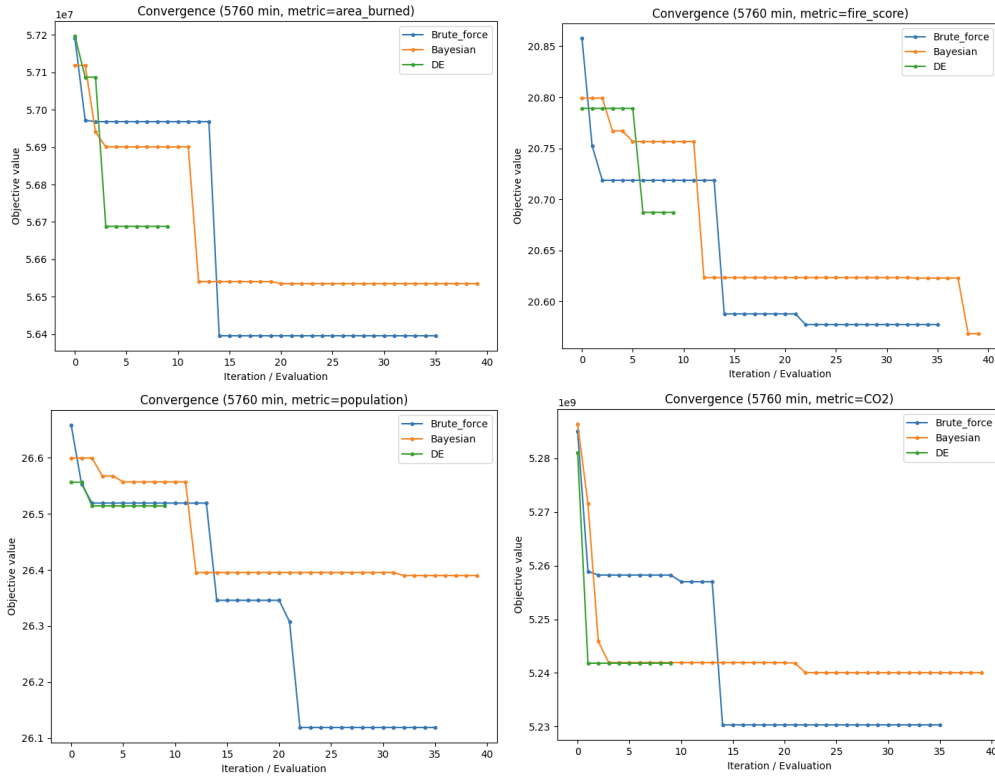 Convergence (5760 min, metric=area_burned)
1e7
5.72
5.71
5.70
5.69
5.68
5.67
5.66
5.65
5.64
Objective value
0 5 10 15 20 25 30 35 40
Iteration / Evaluation
Brute_force
Bayesian
DE
Convergence (5760 min, metric=fire_score)
20.85
20.80
20.75
20.70
20.65
20.60
Objective value
0 5 10 15 20 25 30 35 40
Iteration / Evaluation
Brute_force
Bayesian
DE
Convergence (5760 min, metric=population)
26.6
26.5
26.4
26.3
26.2
26.1
Objective value
0 5 10 15 20 25 30 35 40
Iteration / Evaluation
Brute_force
Bayesian
DE
Convergence (5760 min, metric=CO2)
1e9
5.28
5.27
5.26
5.25
5.24
5.23
Objective value
0 5 10 15 20 25 30 35 40
Iteration / Evaluation
Brute_force
Bayesian
DE